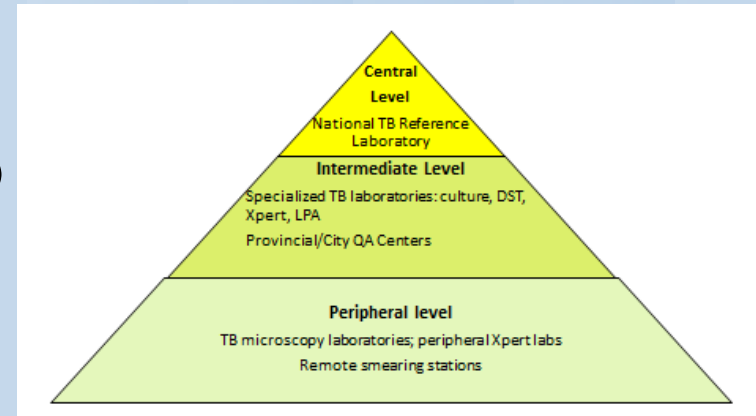 Central
Level
National TB Reference
Laboratory
Intermediate Level
Specialized TB laboratories: culture, DST,
Xpert, LPA
Provincial/City QA Centers
Peripheral level
TB microscopy laboratories; peripheral Xpert labs
Remote smearing stations
)